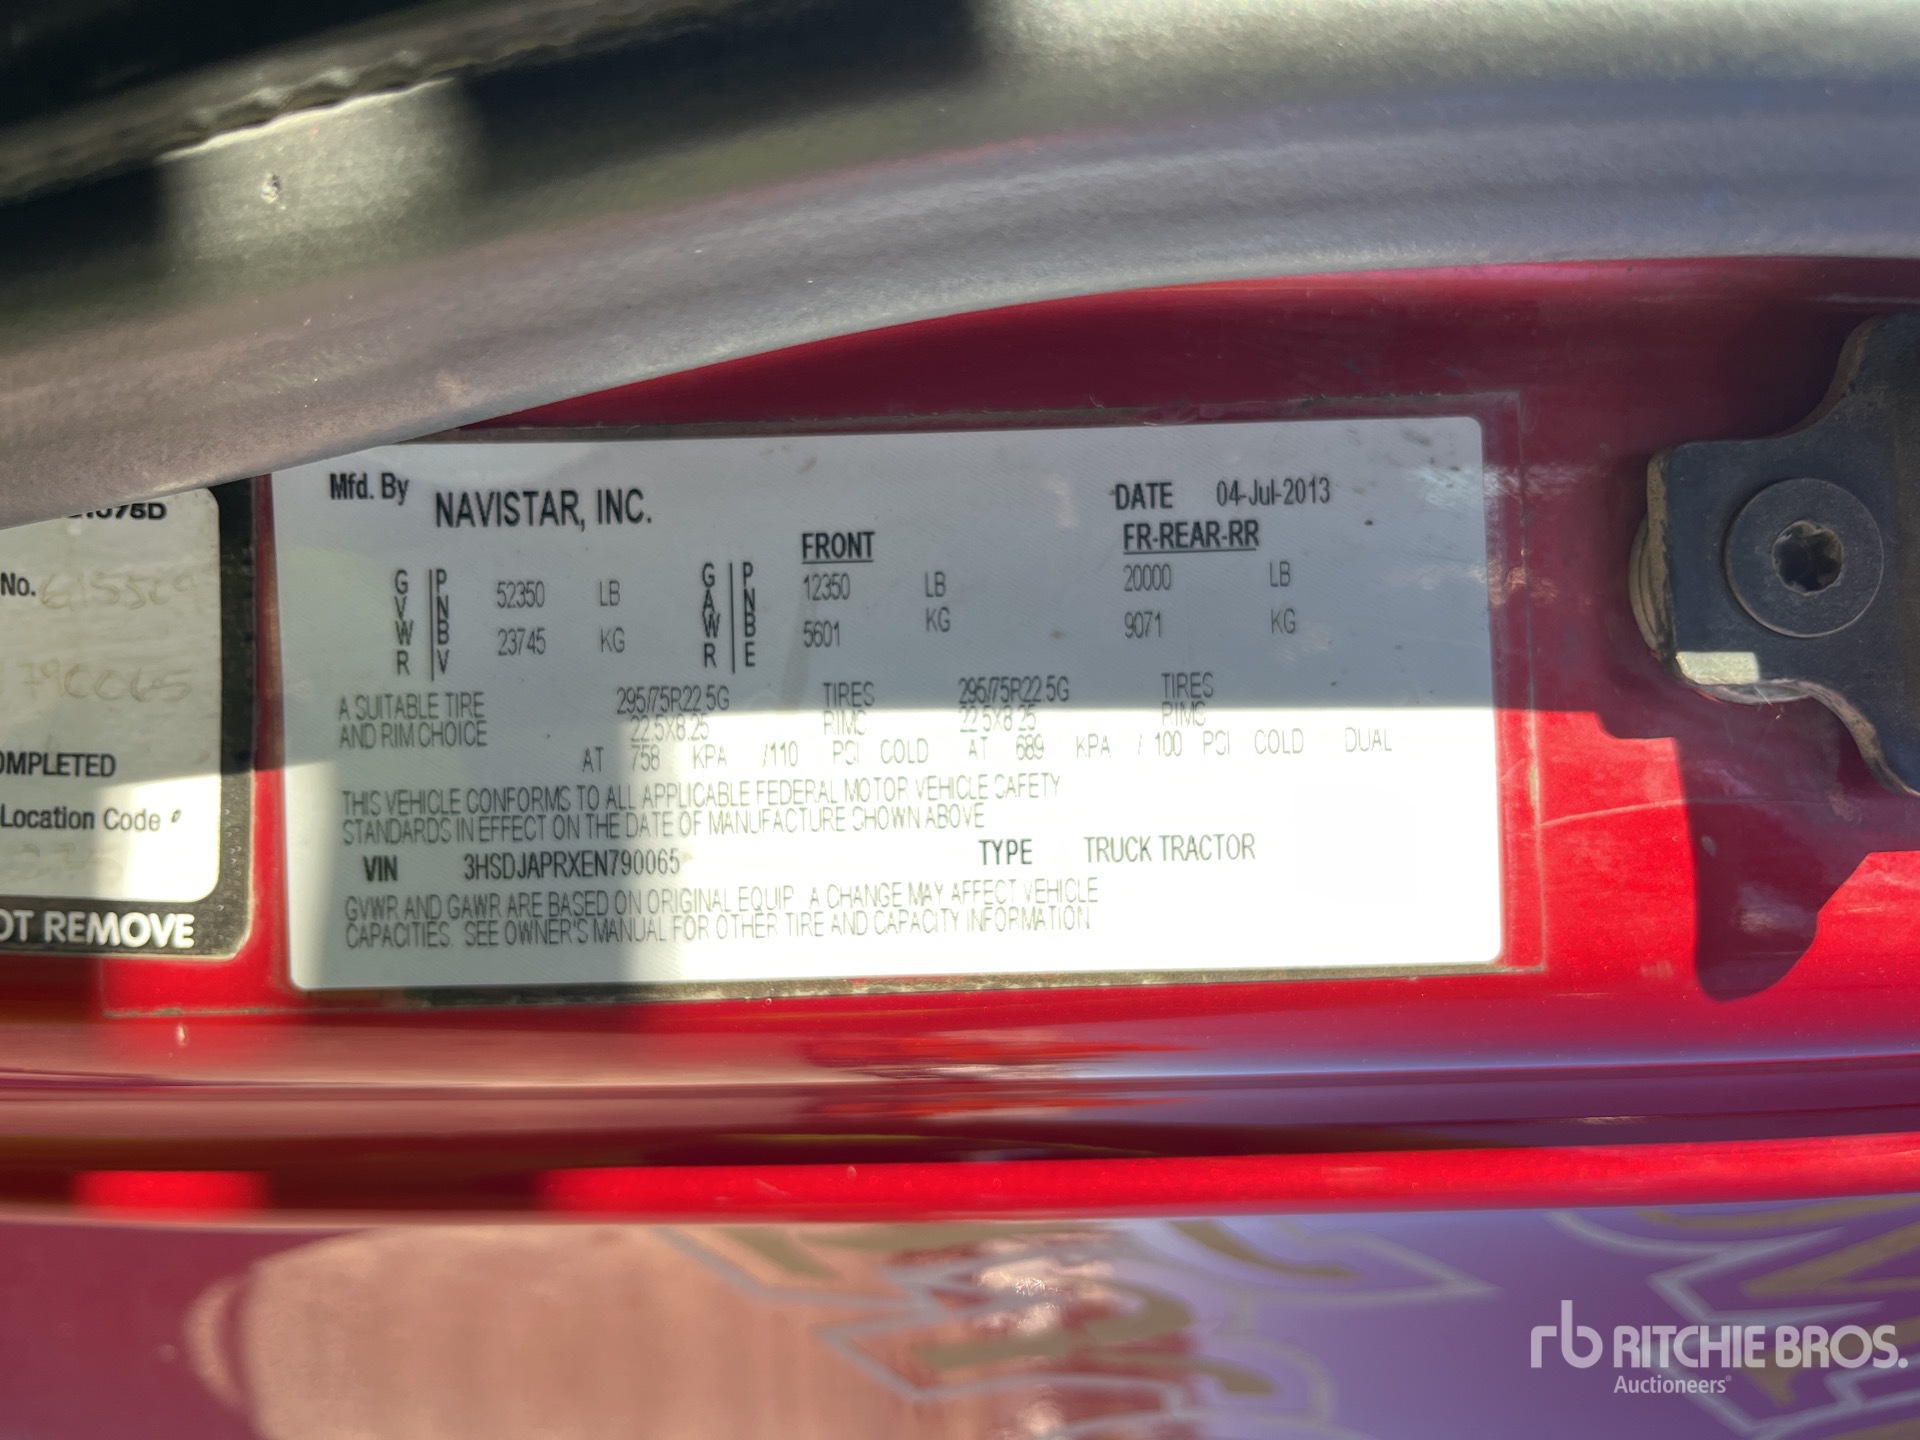 Mfd. By NAVISTAR, INC. DATE 04-Jul-2013
FRONT FR-REAR-RR
GVWR PNBV 52350 LB GAWR PNBE 12350 LB 20000 LB
23745 KG 5601 KG 9071 KG
A SUITABLE TIRE 295/75R22.5G TIRES 295/75R22.5G TIRES
AND RIM CHOICE 22.5X8.25 RIMS 22.5X8.25 RIMS
AT 758 KPA /110 PSI COLD AT 689 KPA / 100 PSI COLD DUAL
THIS VEHICLE CONFORMS TO ALL APPLICABLE FEDERAL MOTOR VEHICLE SAFETY
STANDARDS IN EFFECT ON THE DATE OF MANUFACTURE SHOWN ABOVE
VIN 3HSDJAPRXEN790065 TYPE TRUCK TRACTOR
GVWR AND GAWR ARE BASED ON ORIGINAL EQUIP. A CHANGE MAY AFFECT VEHICLE
CAPACITIES. SEE OWNER'S MANUAL FOR OTHER TIRE AND CAPACITY INFORMATION
No.
790065
OMPLETED
Location Code
OT REMOVE
rb RITCHIE BROS.
Auctioneers